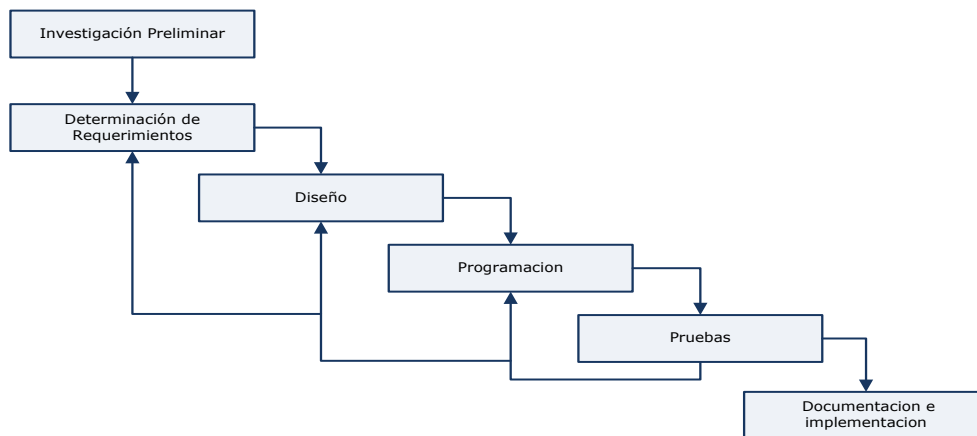 Investigación Preliminar
Determinación de
Requerimientos
Diseño
Programacion
Pruebas
Documentacion e
implementacion